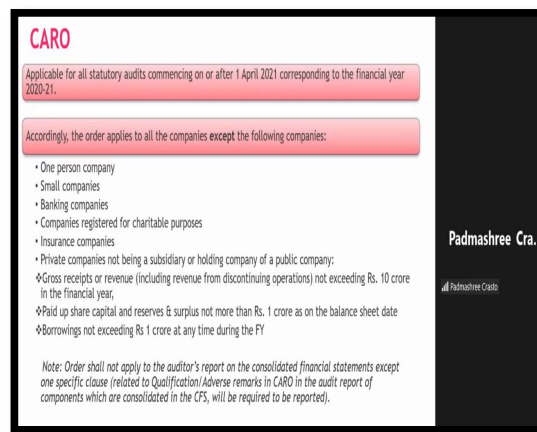 CARO
Applicable for all statutory audits commencing on or after 1 April 2021 corresponding to the financial year
2020-21.
Accordingly, the order applies to all the companies except the following companies:
• One person company
• Small companies
• Banking companies
• Companies registered for charitable purposes
• Insurance companies
• Private companies not being a subsidiary or holding company of a public company:
❖Gross receipts or revenue (including revenue from discontinuing operations) not exceeding Rs. 10 crore
in the financial year,
❖Paid up share capital and reserves & surplus not more than Rs. 1 crore as on the balance sheet date
❖Borrowings not exceeding Rs 1 crore at any time during the FY
Note: Order shall not apply to the auditor's report on the consolidated financial statements except
one specific clause (related to Qualification/Adverse remarks in CARO in the audit report of
components which are consolidated in the CFS, will be required to be reported).
Padmashree Cra.
Padmashree Crasto